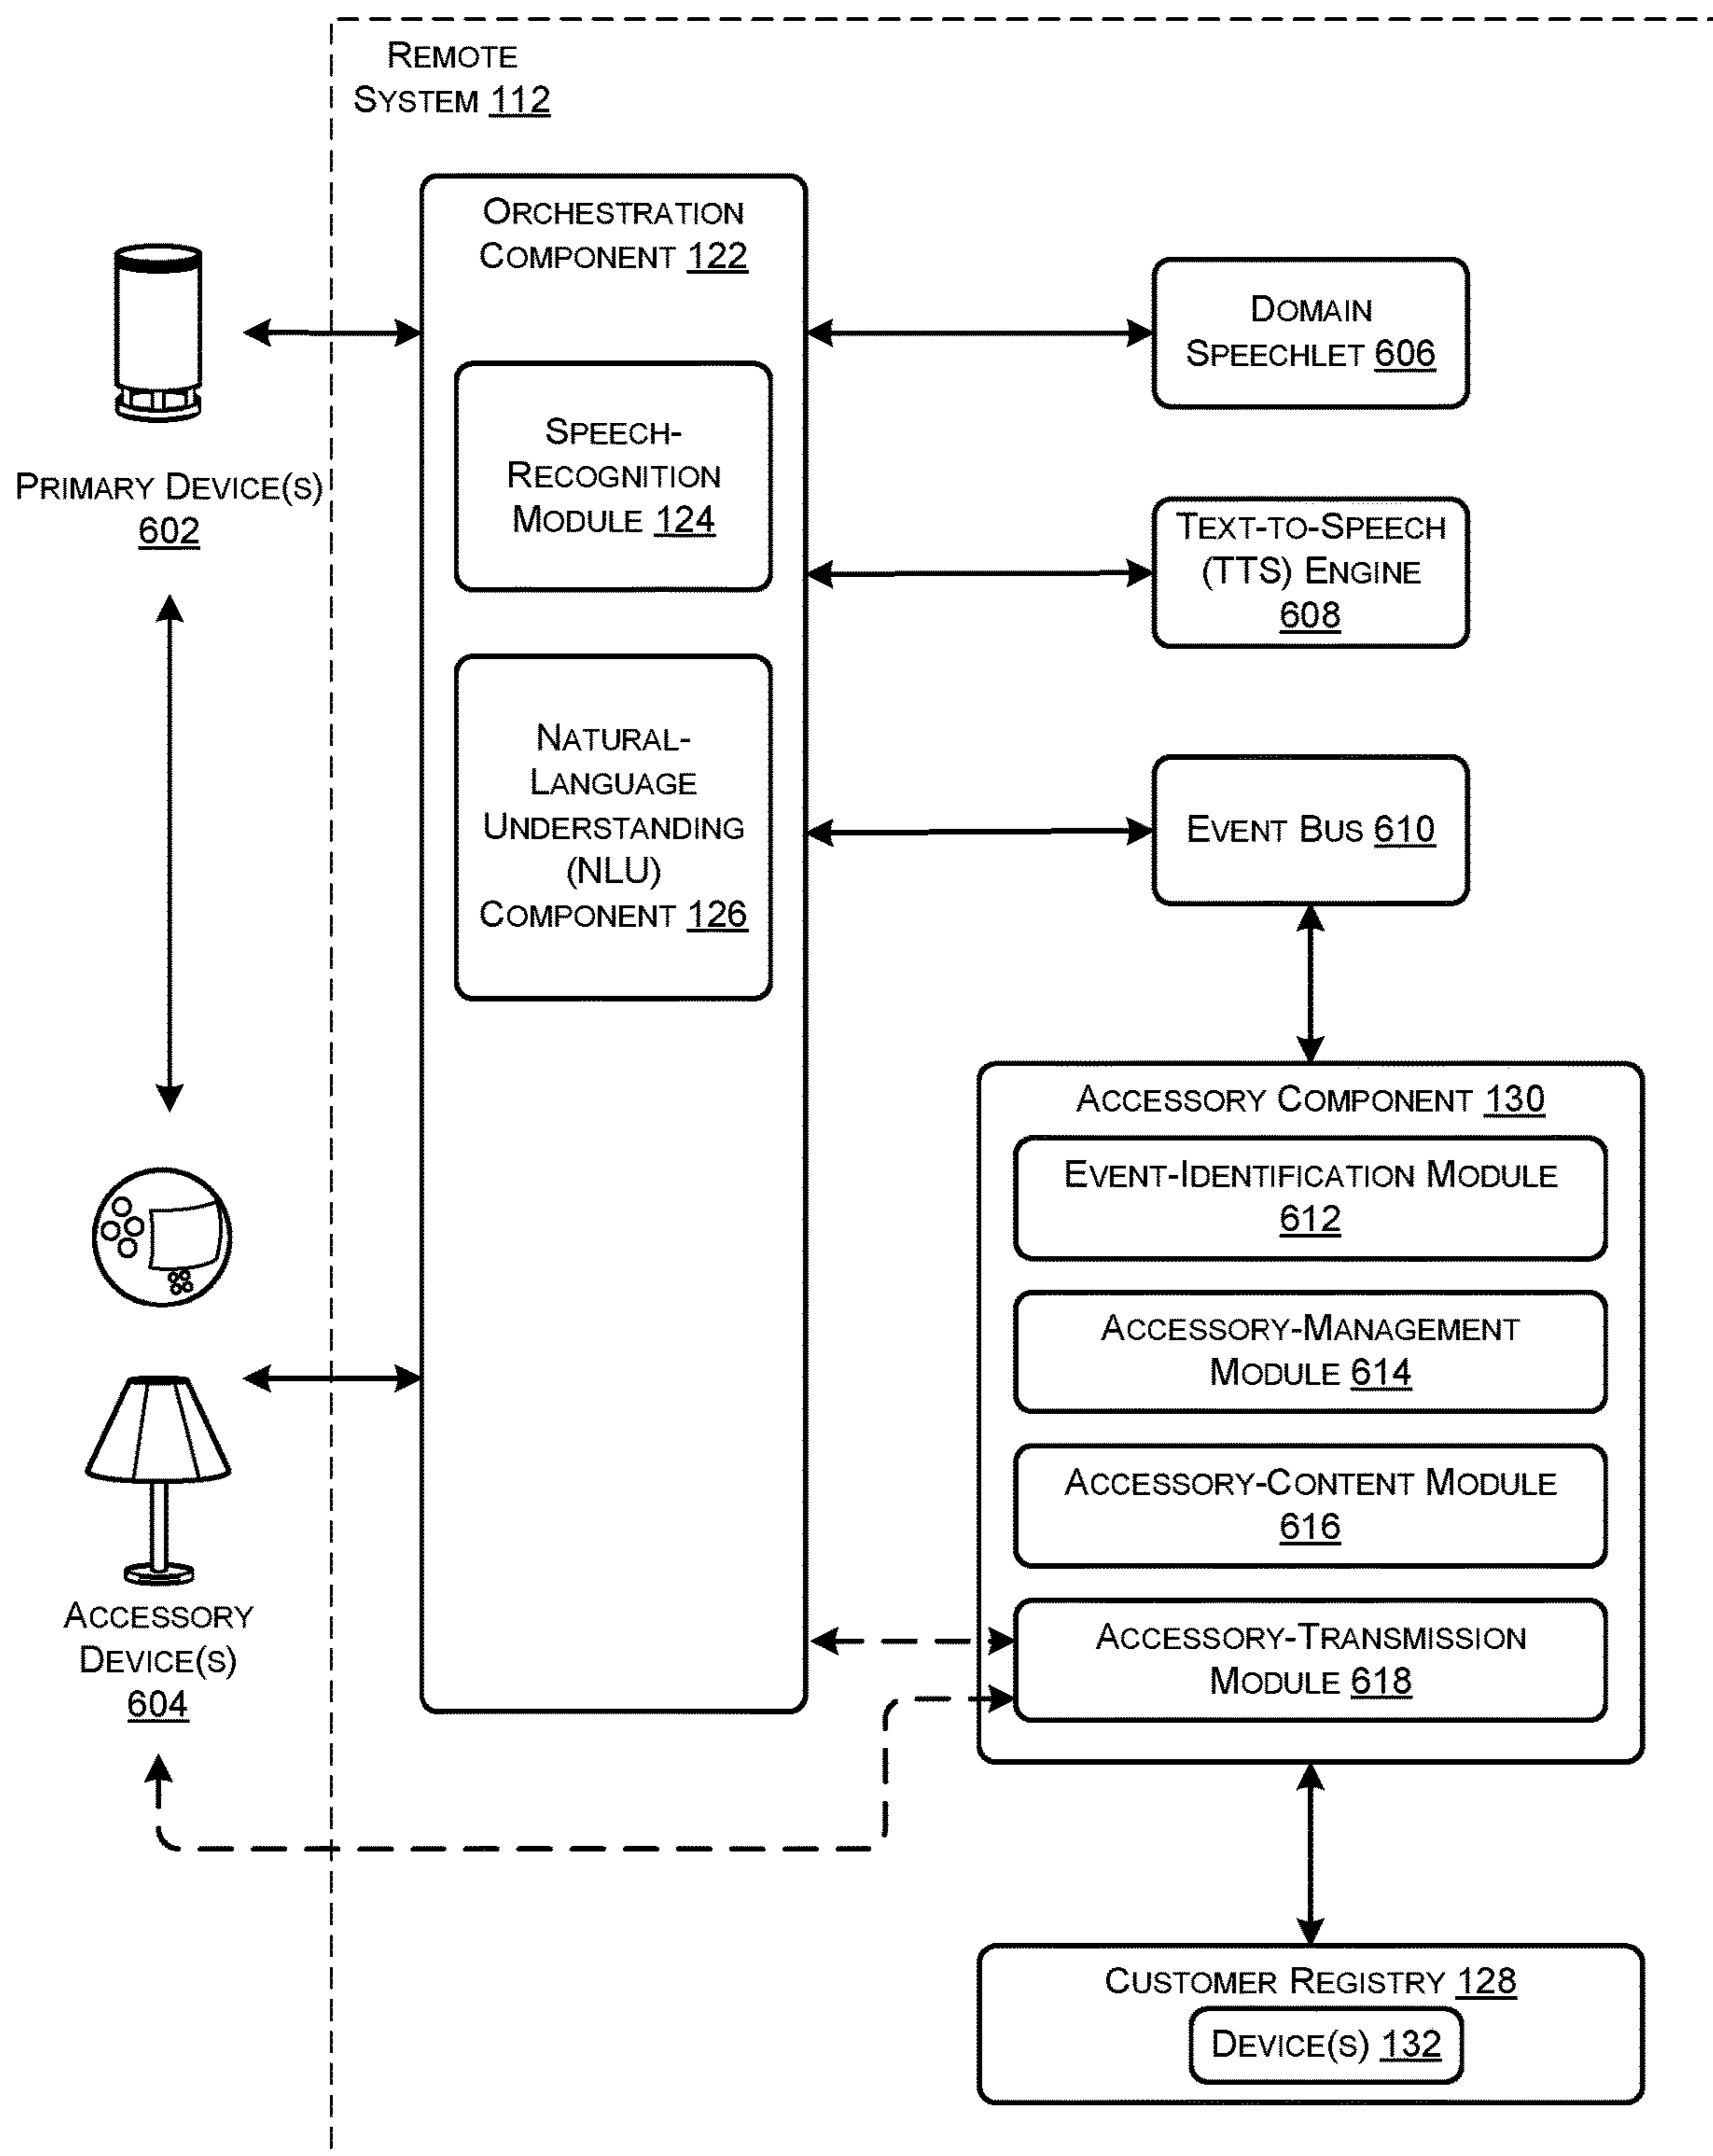 Remote
System 112
Orchestration
Component 122
Speech-
Recognition
Module 124
Natural-
Language
Understanding
(NLU)
Component 126
Primary Device(s)
602
Accessory
Device(s)
604
Domain
Speechlet 606
Text-to-Speech
(TTS) Engine
608
Event Bus 610
Accessory Component 130
Event-Identification Module
612
Accessory-Management
Module 614
Accessory-Content Module
616
Accessory-Transmission
Module 618
Customer Registry 128
Device(s) 132